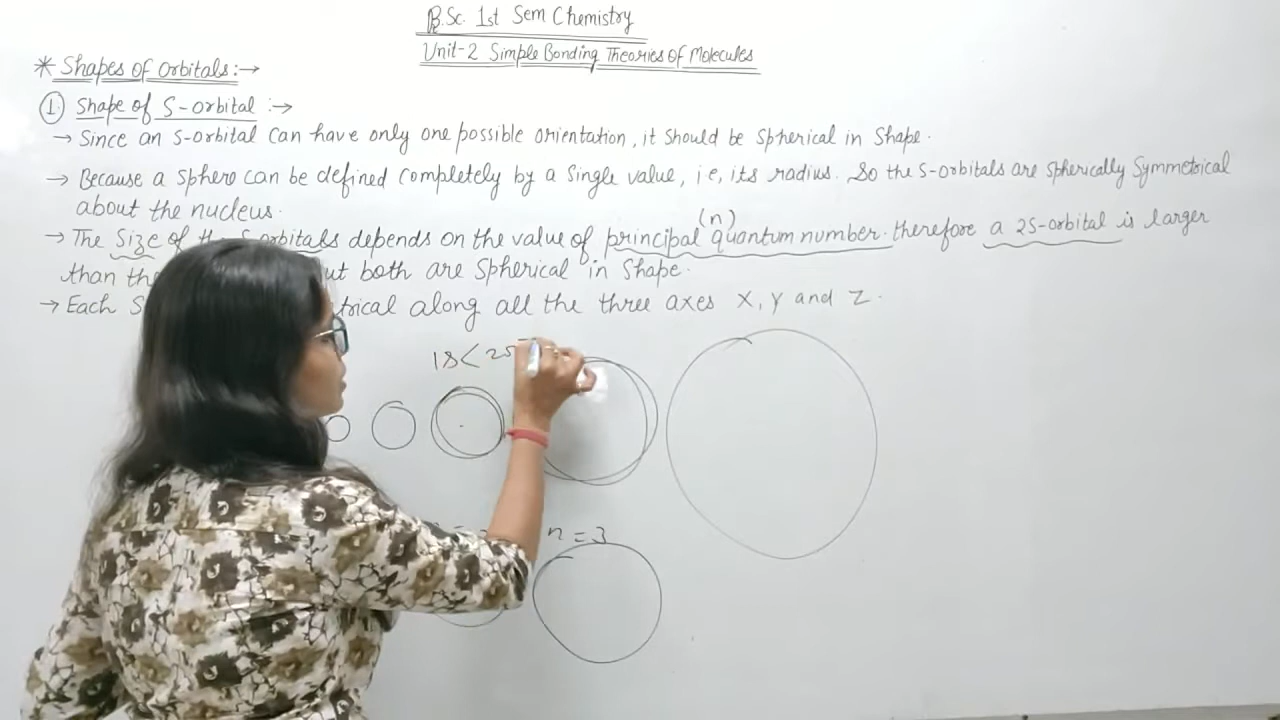 B.Sc. 1st Sem Chemistry
Unit-2 Simple Bonding Theories of Molecules
* Shapes of Orbitals:→
① Shape of S-orbital :→
→ Since an S-orbital can have only one possible orientation, it should be spherical in shape.
→ Because a sphere can be defined completely by a single value, i.e, its radius. So the S-orbitals are spherically symmetrical
about the nucleus.
(n)
→ The Size of the S-orbitals depends on the value of principal quantum number. therefore a 2S-orbital is larger
than th ut both are spherical in shape.
→ Each S trical along all the three axes X, Y and Z.
1s < 2s
n = 3